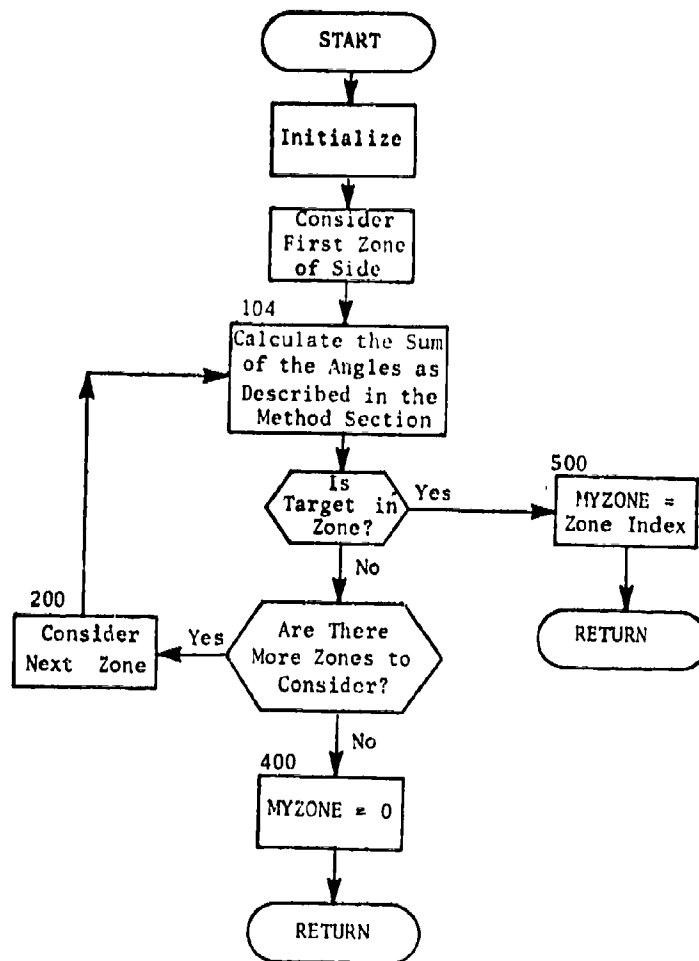 START
Initialize
Consider
First Zone
of Side
104
Calculate the Sum
of the Angles as
Described in the
Method Section
Is
Target in
Zone?
Yes
500
MYZONE =
Zone Index
RETURN
No
Are There
More Zones to
Consider?
Yes
200
Consider
Next Zone
No
400
MYZONE = 0
RETURN